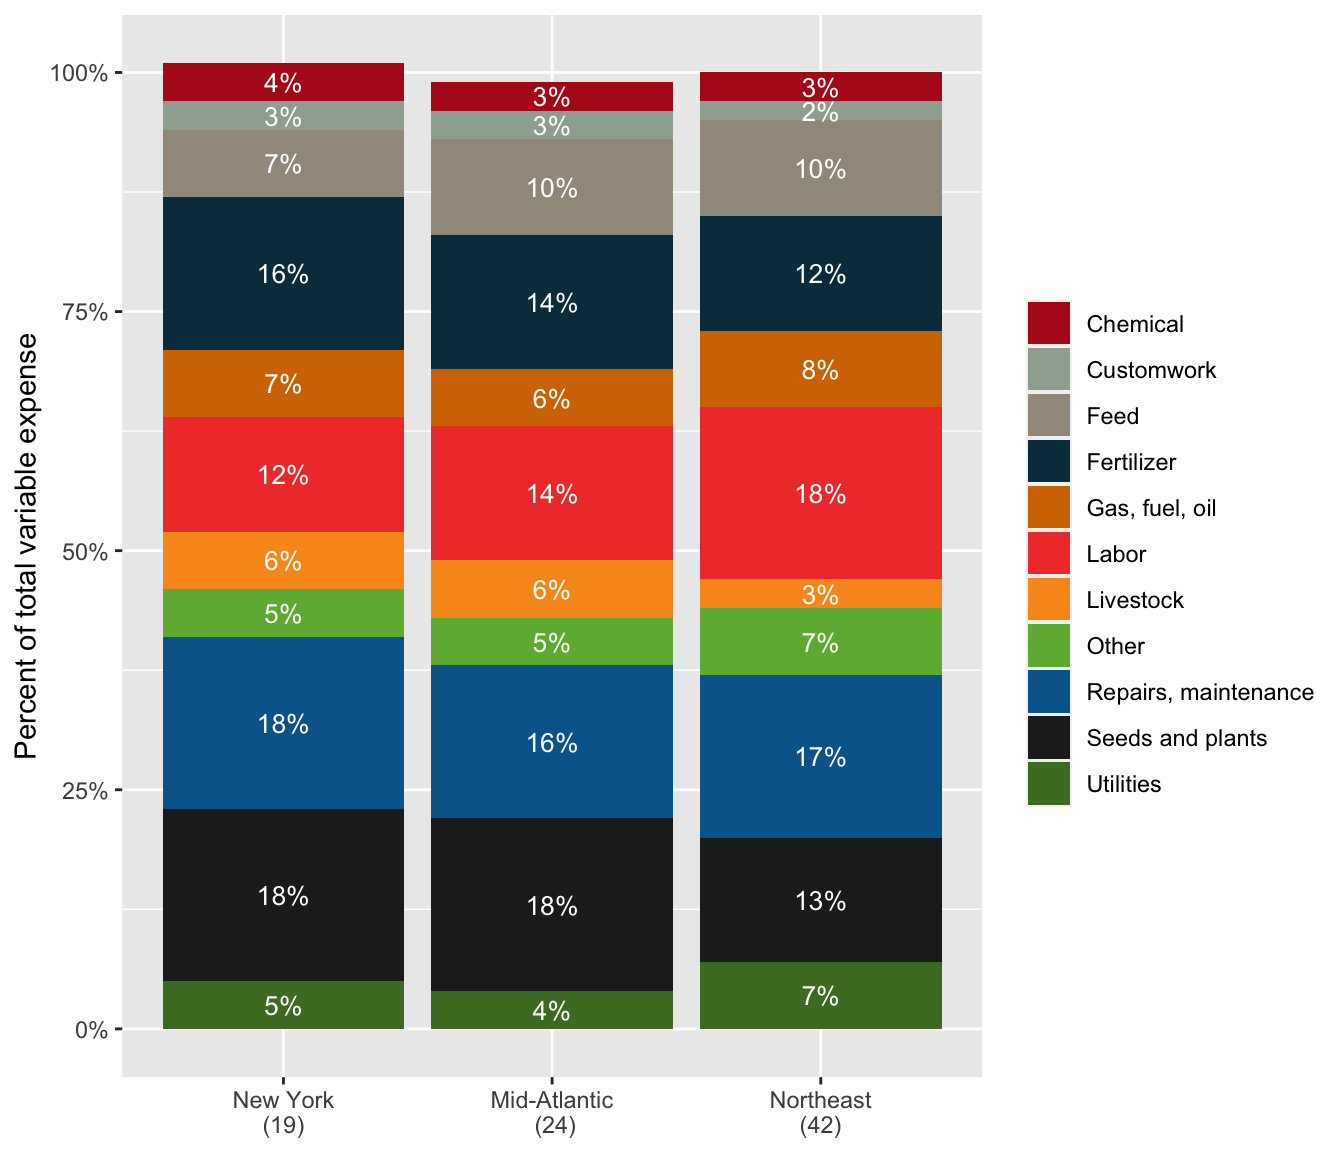 Percent of total variable expense
100%
75%
50%
25%
0%
4%
3%
7%
16%
7%
12%
6%
5%
18%
18%
5%
3%
3%
10%
14%
6%
14%
6%
5%
16%
18%
4%
3%
2%
10%
12%
8%
18%
3%
7%
17%
13%
7%
New York
(19)
Mid-Atlantic
(24)
Northeast
(42)
Chemical
Customwork
Feed
Fertilizer
Gas, fuel, oil
Labor
Livestock
Other
Repairs, maintenance
Seeds and plants
Utilities